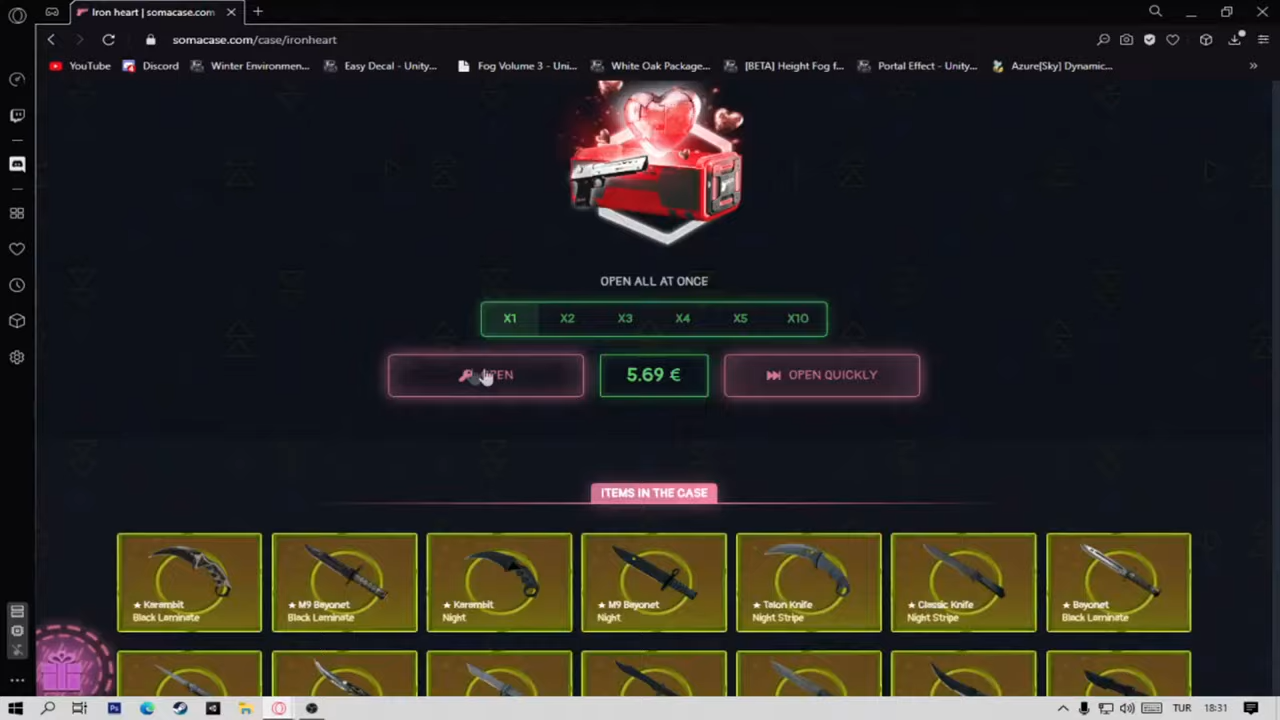 Iron heart | somacase.com
somacase.com/case/ironheart
YouTube
Discord
Winter Environmen...
Easy Decal - Unity...
Fog Volume 3 - Uni...
White Oak Package...
[BETA] Height Fog f...
Portal Effect - Unity...
Azure[Sky] Dynamic...
OPEN ALL AT ONCE
X1 X2 X3 X4 X5 X10
OPEN
5.69 €
OPEN QUICKLY
ITEMS IN THE CASE
★ Karambit
Black Laminate
★ M9 Bayonet
Black Laminate
★ Karambit
Night
★ M9 Bayonet
Night
★ Talon Knife
Night Stripe
★ Classic Knife
Night Stripe
★ Bayonet
Black Laminate
Ps
TUR
18:31